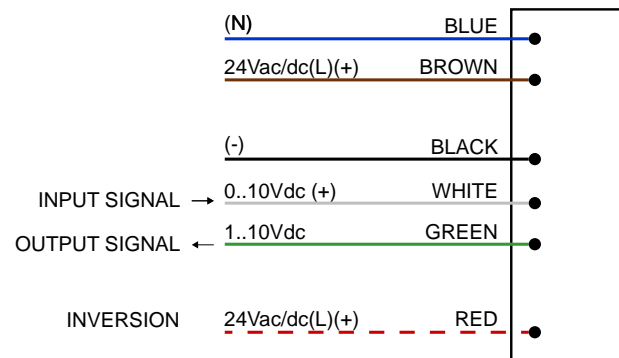 (N) BLUE
24Vac/dc(L)(+) BROWN
(-) BLACK
INPUT SIGNAL → 0..10Vdc (+) WHITE
OUTPUT SIGNAL ← 1..10Vdc GREEN
INVERSION 24Vac/dc(L)(+) RED